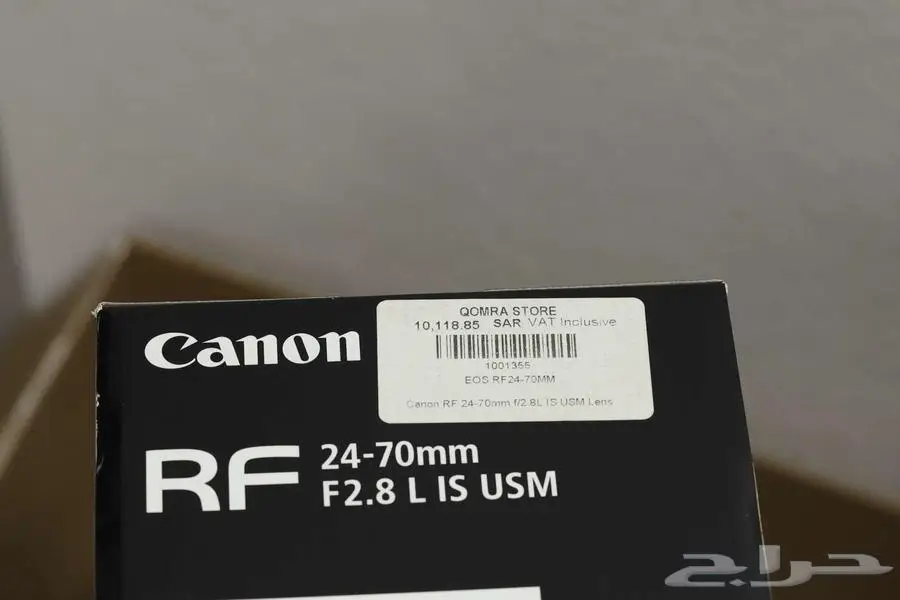 Canon
QOMRA STORE
10,118.85 SAR VAT Inclusive
1001355
EOS RF24-70MM
Canon RF 24-70mm f/2.8L IS USM Lens
RF 24-70mm
F2.8 L IS USM
حراج